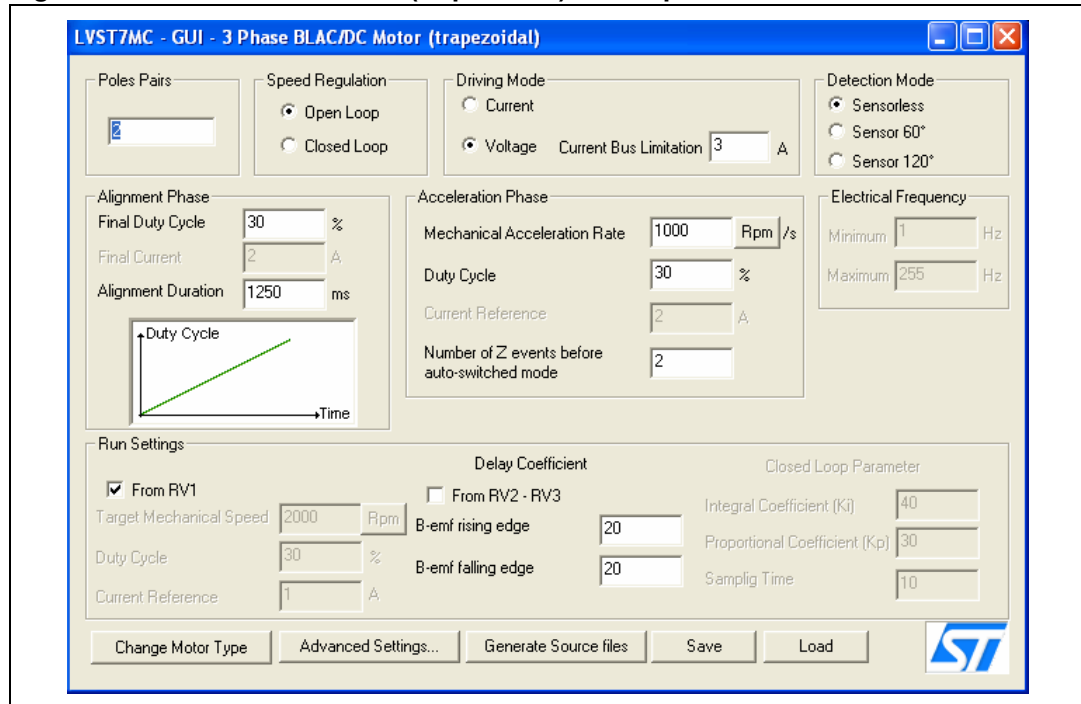 LVST7MC - GUI - 3 Phase BLAC/DC Motor (trapezoidal)
Poles Pairs
2
Speed Regulation
Open Loop
Closed Loop
Driving Mode
Current
Voltage Current Bus Limitation 3 A
Detection Mode
Sensorless
Sensor 60°
Sensor 120°
Alignment Phase
Final Duty Cycle 30 %
Final Current 2 A
Alignment Duration 1250 ms
Duty Cycle
Time
Acceleration Phase
Mechanical Acceleration Rate 1000 Rpm /s
Duty Cycle 30 %
Current Reference 2 A
Number of Z events before
auto-switched mode 2
Electrical Frequency
Minimum 1 Hz
Maximum 255 Hz
Run Settings
From RV1
Target Mechanical Speed 2000 Rpm
Duty Cycle 30 %
Current Reference 1 A
Delay Coefficient
From RV2 - RV3
B-emf rising edge 20
B-emf falling edge 20
Closed Loop Parameter
Integral Coefficient (Ki) 40
Proportional Coefficient (Kp) 30
Samplig Time 10
Change Motor Type Advanced Settings... Generate Source files Save Load
ST